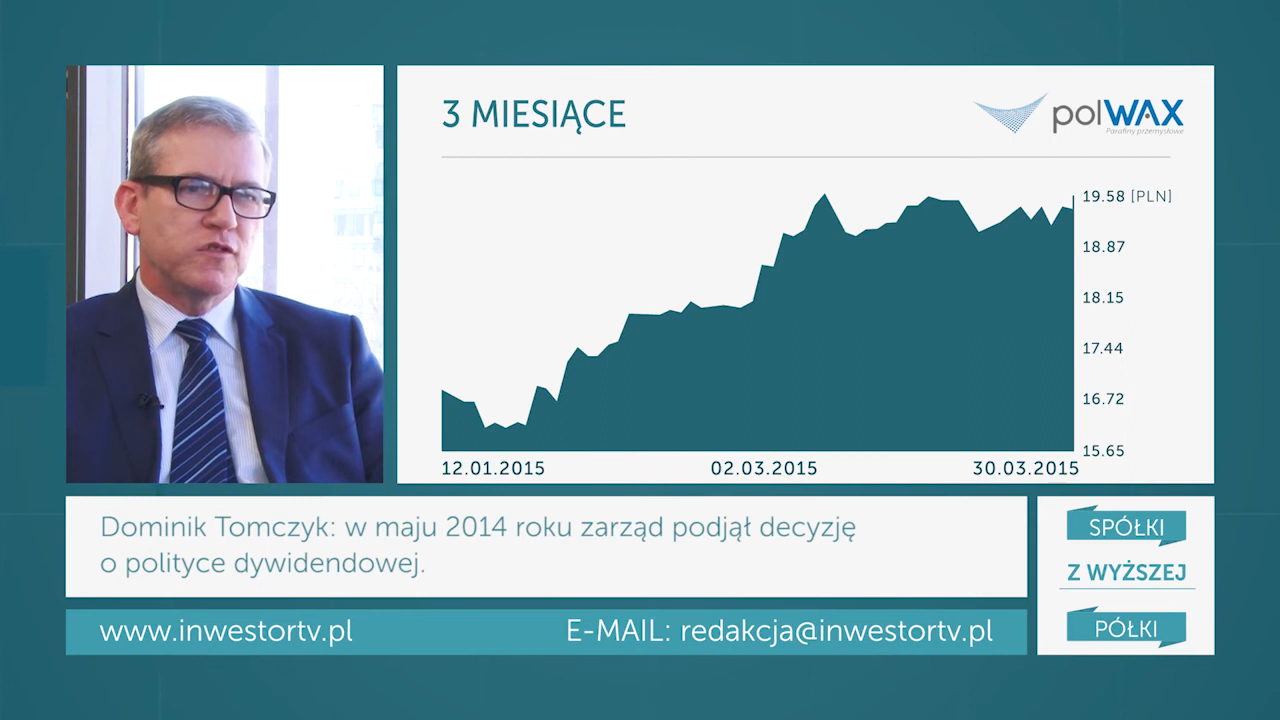 3 MIESIĄCE
polWAX
Parafiny przemysłowe
19.58 [PLN]
18.87
18.15
17.44
16.72
15.65
12.01.2015 02.03.2015 30.03.2015
Dominik Tomczyk: w maju 2014 roku zarząd podjął decyzję
o polityce dywidendowej.
SPÓŁKI
Z WYŻSZEJ
PÓŁKI
www.inwestortv.pl E-MAIL: redakcja@inwestortv.pl